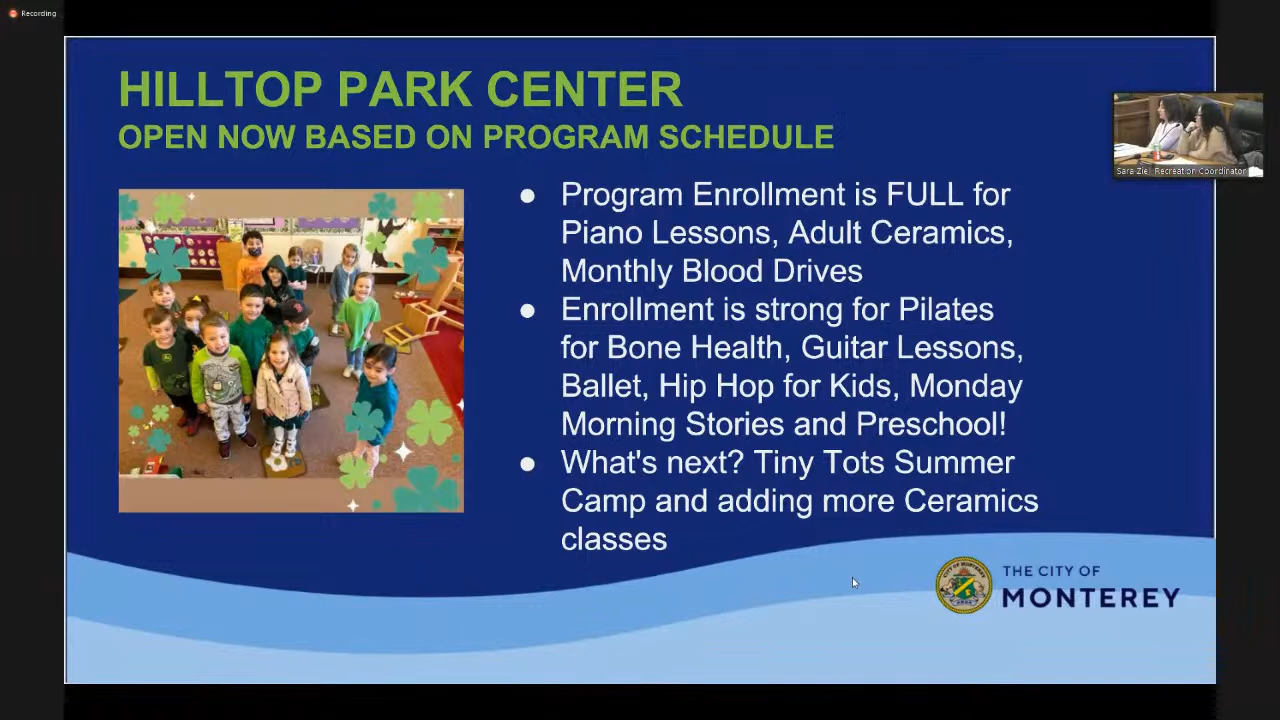 Recording
HILLTOP PARK CENTER
OPEN NOW BASED ON PROGRAM SCHEDULE
Sara Ziel, Recreation Coordinator
● Program Enrollment is FULL for
Piano Lessons, Adult Ceramics,
Monthly Blood Drives
● Enrollment is strong for Pilates
for Bone Health, Guitar Lessons,
Ballet, Hip Hop for Kids, Monday
Morning Stories and Preschool!
● What's next? Tiny Tots Summer
Camp and adding more Ceramics
classes
THE CITY OF
MONTEREY